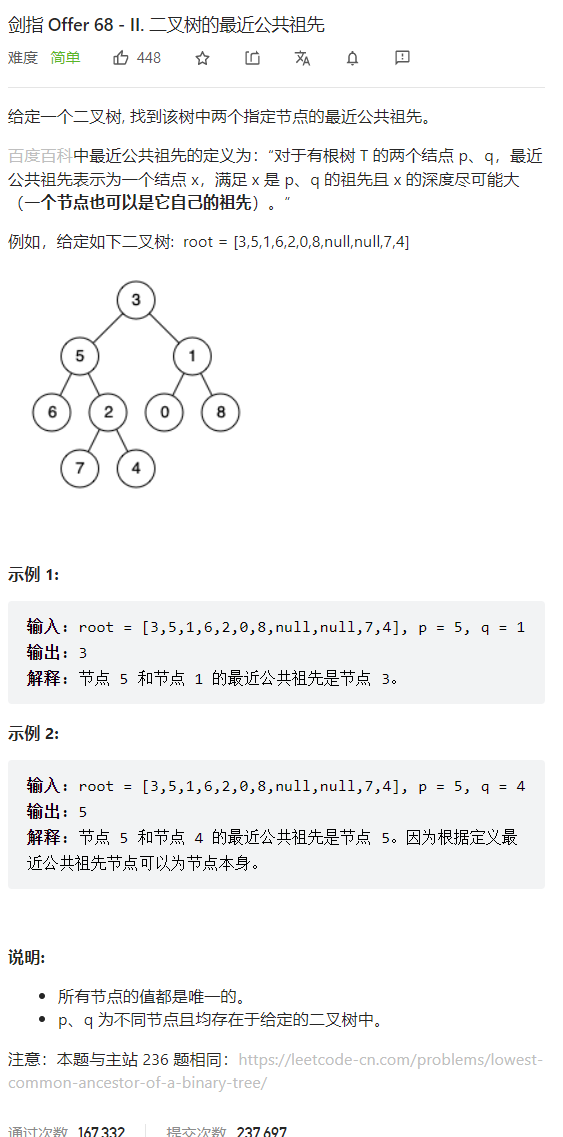 剑指 Offer 68 - II. 二叉树的最近公共祖先
难度 简单 448
给定一个二叉树, 找到该树中两个指定节点的最近公共祖先。
百度百科中最近公共祖先的定义为：“对于有根树 T 的两个结点 p、q，最近
公共祖先表示为一个结点 x，满足 x 是 p、q 的祖先且 x 的深度尽可能大
（一个节点也可以是它自己的祖先）。”
例如，给定如下二叉树: root = [3,5,1,6,2,0,8,null,null,7,4]
3
5 1
6 2 0 8
7 4
示例 1:
输入: root = [3,5,1,6,2,0,8,null,null,7,4], p = 5, q = 1
输出: 3
解释: 节点 5 和节点 1 的最近公共祖先是节点 3。
示例 2:
输入: root = [3,5,1,6,2,0,8,null,null,7,4], p = 5, q = 4
输出: 5
解释: 节点 5 和节点 4 的最近公共祖先是节点 5。因为根据定义最
近公共祖先节点可以为节点本身。
说明:
• 所有节点的值都是唯一的。
• p、q 为不同节点且均存在于给定的二叉树中。
注意：本题与主站 236 题相同：https://leetcode-cn.com/problems/lowest-
common-ancestor-of-a-binary-tree/
通过次数 167,332 提交次数 237,697